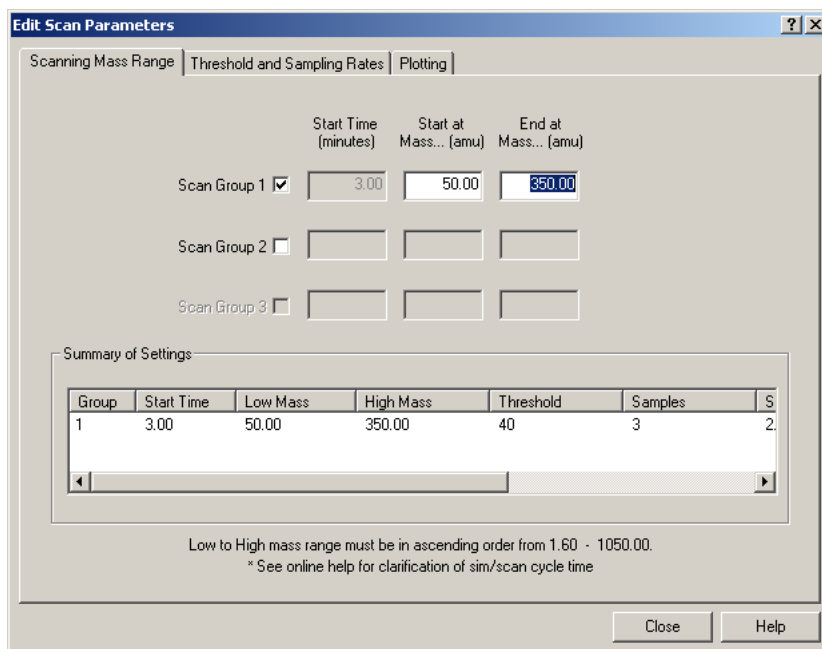 Edit Scan Parameters
Scanning Mass Range Threshold and Sampling Rates Plotting
Start Time Start at End at
(minutes) Mass... (amu) Mass... (amu)
Scan Group 1 3.00 50.00 350.00
Scan Group 2
Scan Group 3
Summary of Settings
Group Start Time Low Mass High Mass Threshold Samples S
1 3.00 50.00 350.00 40 3 2.
Low to High mass range must be in ascending order from 1.60 - 1050.00.
* See online help for clarification of sim/scan cycle time
Close Help